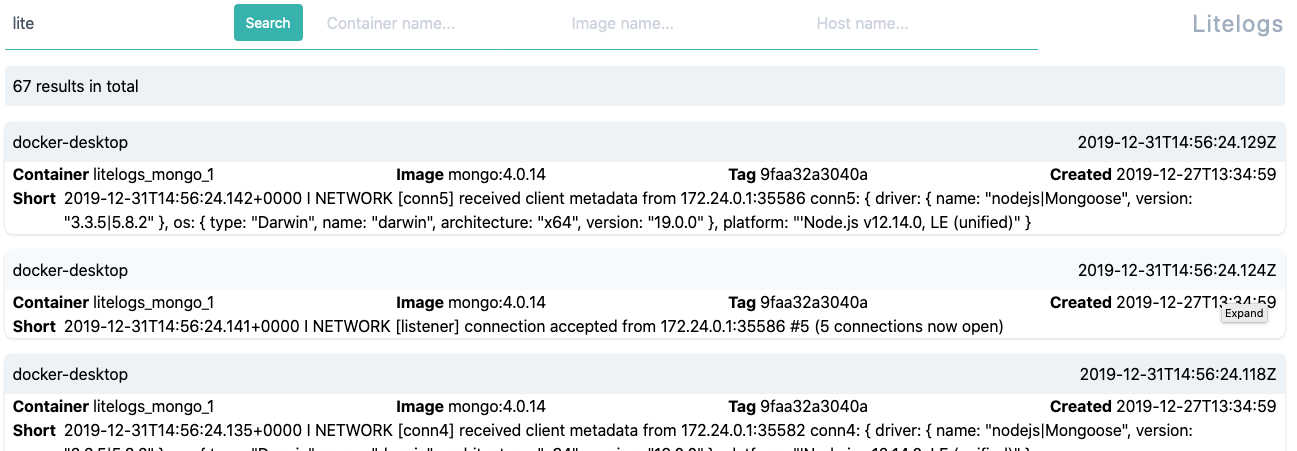 lite Search Container name... Image name... Host name... Litelogs
67 results in total
docker-desktop 2019-12-31T14:56:24.129Z
Container litelogs_mongo_1 Image mongo:4.0.14 Tag 9faa32a3040a Created 2019-12-27T13:34:59
Short 2019-12-31T14:56:24.142+0000 I NETWORK [conn5] received client metadata from 172.24.0.1:35586 conn5: { driver: { name: "nodejs|Mongoose", version:
"3.3.5|5.8.2" }, os: { type: "Darwin", name: "darwin", architecture: "x64", version: "19.0.0" }, platform: "'Node.js v12.14.0, LE (unified)" }
docker-desktop 2019-12-31T14:56:24.124Z
Container litelogs_mongo_1 Image mongo:4.0.14 Tag 9faa32a3040a Created 2019-12-27T13:34:59
Expand
Short 2019-12-31T14:56:24.141+0000 I NETWORK [listener] connection accepted from 172.24.0.1:35586 #5 (5 connections now open)
docker-desktop 2019-12-31T14:56:24.118Z
Container litelogs_mongo_1 Image mongo:4.0.14 Tag 9faa32a3040a Created 2019-12-27T13:34:59
Short 2019-12-31T14:56:24.135+0000 I NETWORK [conn4] received client metadata from 172.24.0.1:35582 conn4: { driver: { name: "nodejs|Mongoose", version: